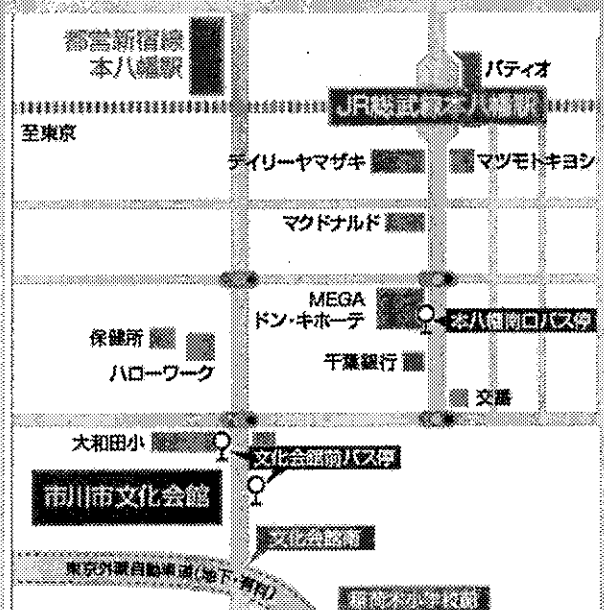 都営新宿線
本八幡駅
パティオ
JR総武線本八幡駅
至東京
デイリーヤマザキ
マツモトキヨシ
マクドナルド
MEGA
ドン・キホーテ
本八幡南口バス停
保健所
ハローワーク
千葉銀行
交番
大和田小
文化会館前バス停
市川市文化会館
文化会館南
東京外環自動車道(地下・有料)